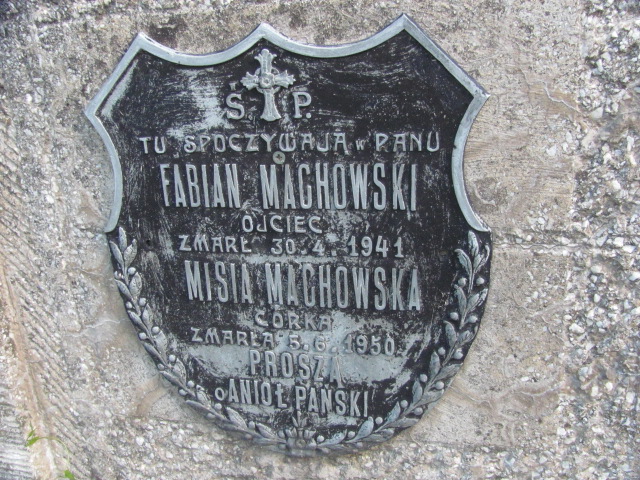 Ś. P.
TU SPOCZYWAJĄ W PANU
FABIAN MACHOWSKI
OJCIEC
ZMARŁ 30.4.1941
MISIA MACHOWSKA
CÓRKA
ZMARŁA 5.6.1950.
PROSZĄ
o ANIOŁ PAŃSKI